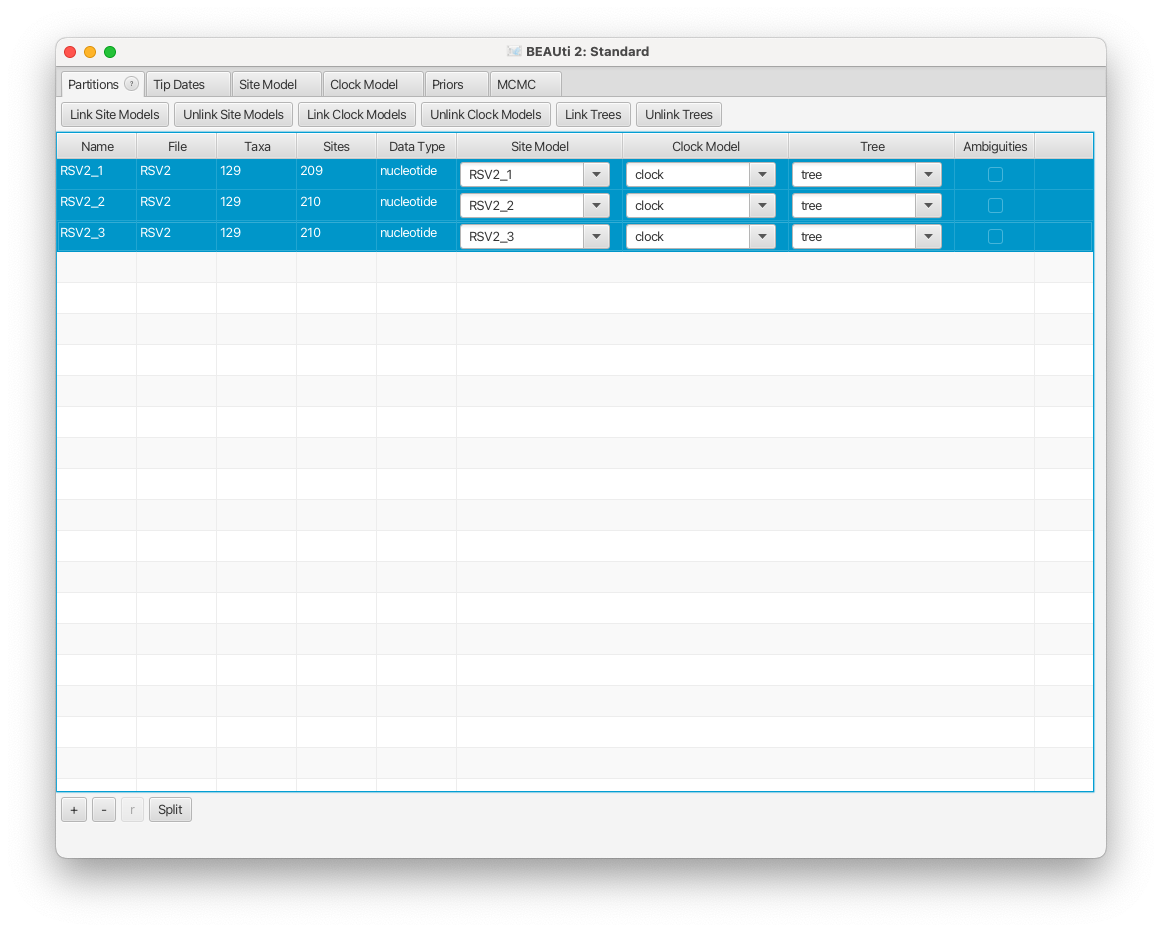 BEAUti 2: Standard
Partitions ? Tip Dates Site Model Clock Model Priors MCMC
Link Site Models Unlink Site Models Link Clock Models Unlink Clock Models Link Trees Unlink Trees
Name File Taxa Sites Data Type Site Model Clock Model Tree Ambiguities
RSV2_1 RSV2 129 209 nucleotide RSV2_1 clock tree
RSV2_2 RSV2 129 210 nucleotide RSV2_2 clock tree
RSV2_3 RSV2 129 210 nucleotide RSV2_3 clock tree
+ - r Split